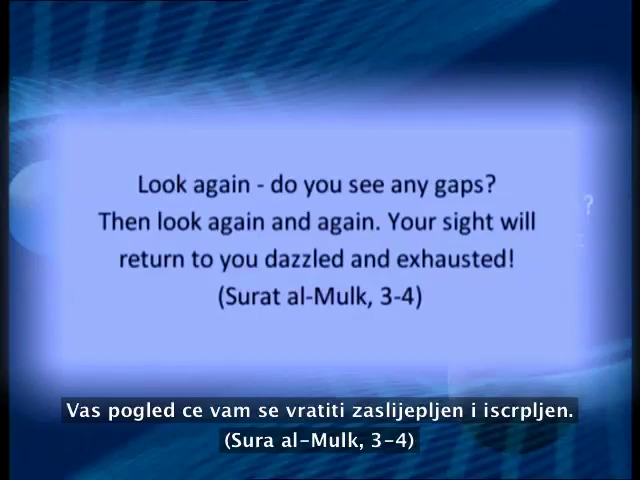 Look again - do you see any gaps?
Then look again and again. Your sight will
return to you dazzled and exhausted!
(Surat al-Mulk, 3-4)
?
Vas pogled ce vam se vratiti zaslijepljen i iscrpljen.
(Sura al-Mulk, 3-4)